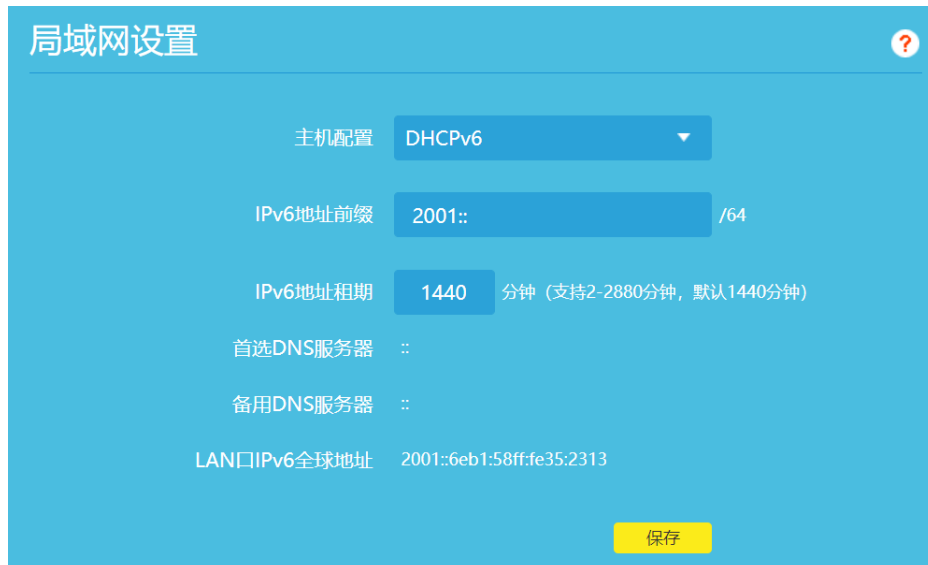 局域网设置
?
主机配置 DHCPv6
IPv6地址前缀 2001:: /64
IPv6地址租期 1440 分钟（支持2-2880分钟，默认1440分钟）
首选DNS服务器 ::
备用DNS服务器 ::
LAN口IPv6全球地址 2001::6eb1:58ff:fe35:2313
保存